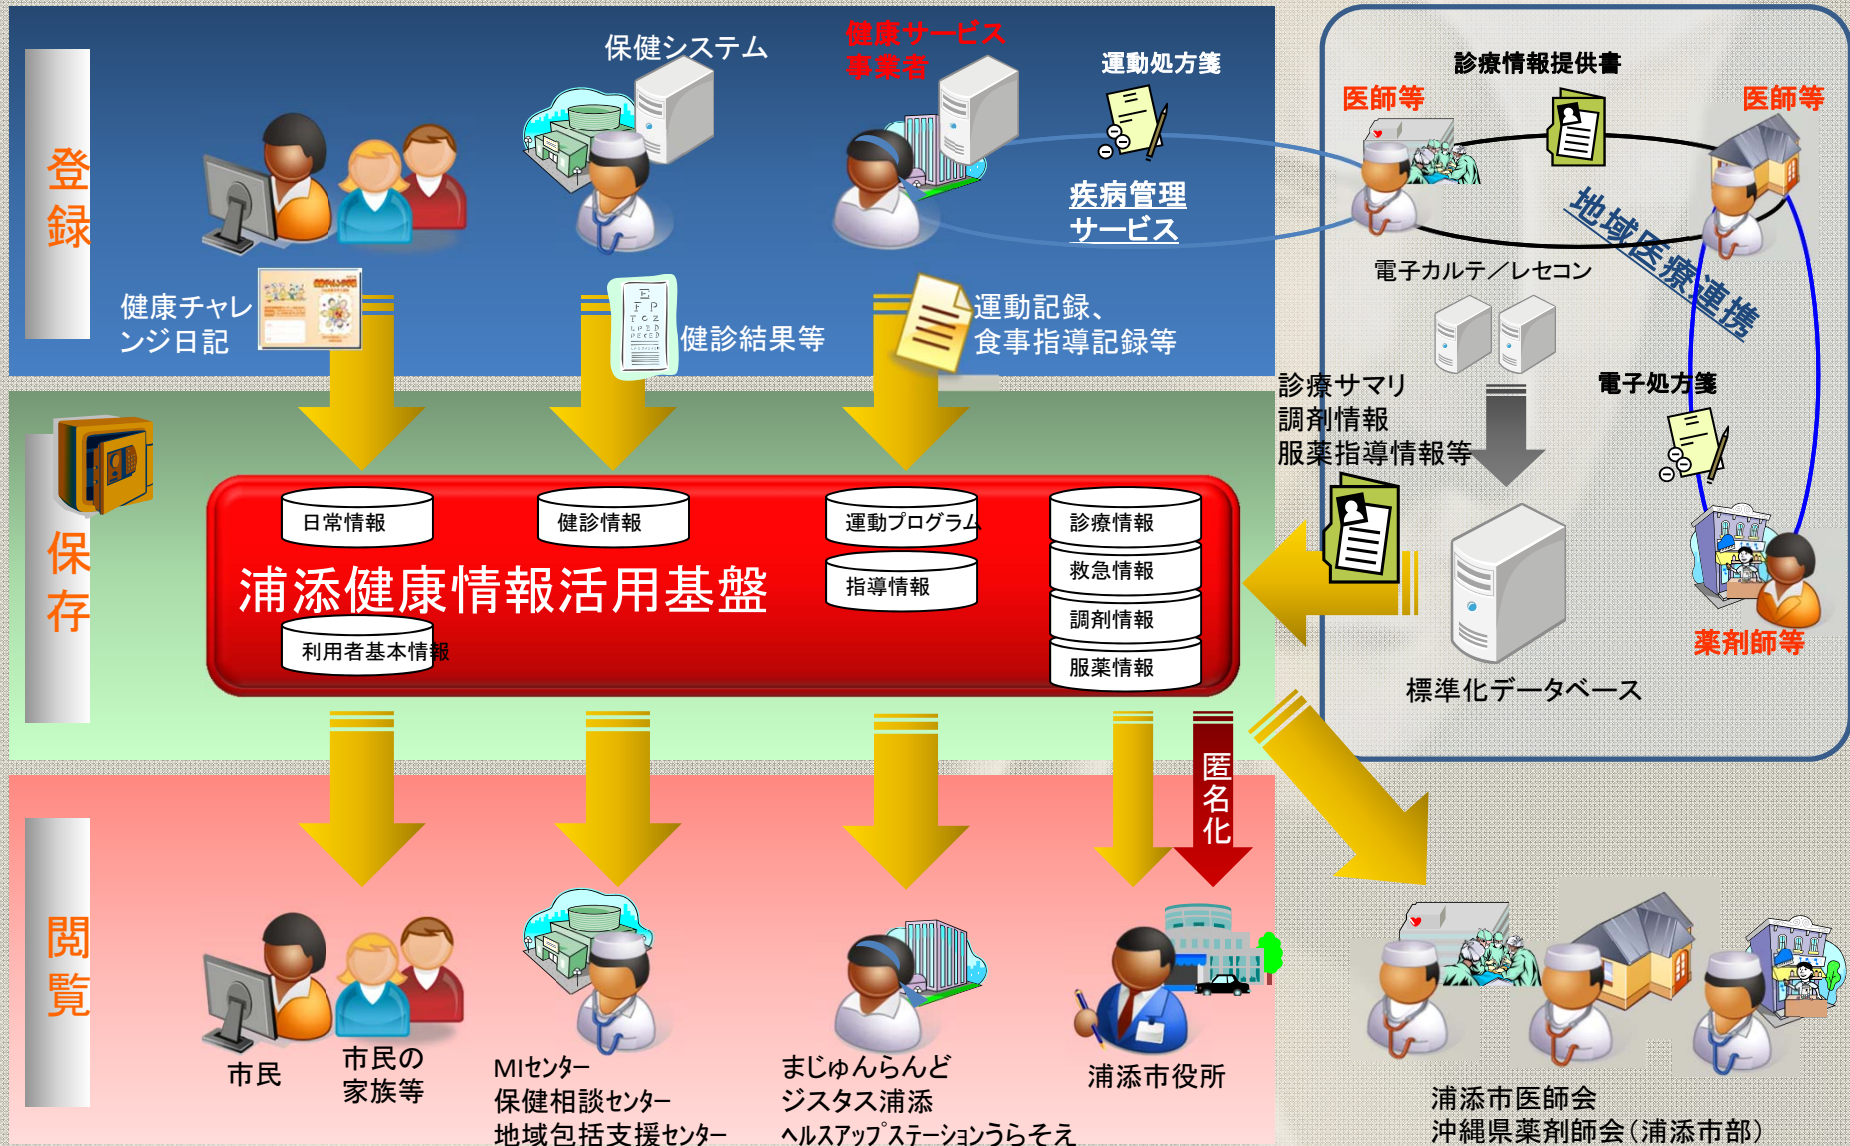 登録
保健システム
健康サービス
事業者
運動処方箋
疾病管理
サービス
健康チャレ
ンジ日記
健診結果等
運動記録、
食事指導記録等
診療情報提供書
医師等
医師等
地域医療連携
電子カルテ／レセコン
電子処方箋
診療サマリ
調剤情報
服薬指導情報等
薬剤師等
標準化データベース
保存
日常情報
健診情報
運動プログラム
診療情報
救急情報
指導情報
浦添健康情報活用基盤
調剤情報
利用者基本情報
服薬情報
匿名化
閲覧
市民
市民の
家族等
MIセンター
保健相談センター
地域包括支援センター
まじゅんらんど
ジスタス浦添
ヘルスアップステーションうらそえ
浦添市役所
浦添市医師会
沖縄県薬剤師会（浦添市部）